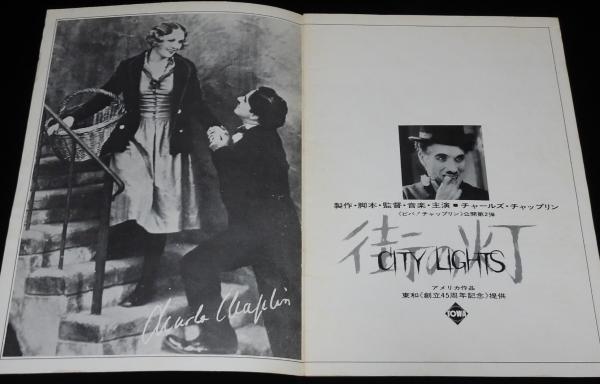 Charles Chaplin
製作・脚本・監督・音楽・主演■チャールズ・チャップリン
《ビバ！チャップリン》公開第2弾
街の灯
CITY LIGHTS
アメリカ作品
東和《創立45周年記念》提供
TOWA